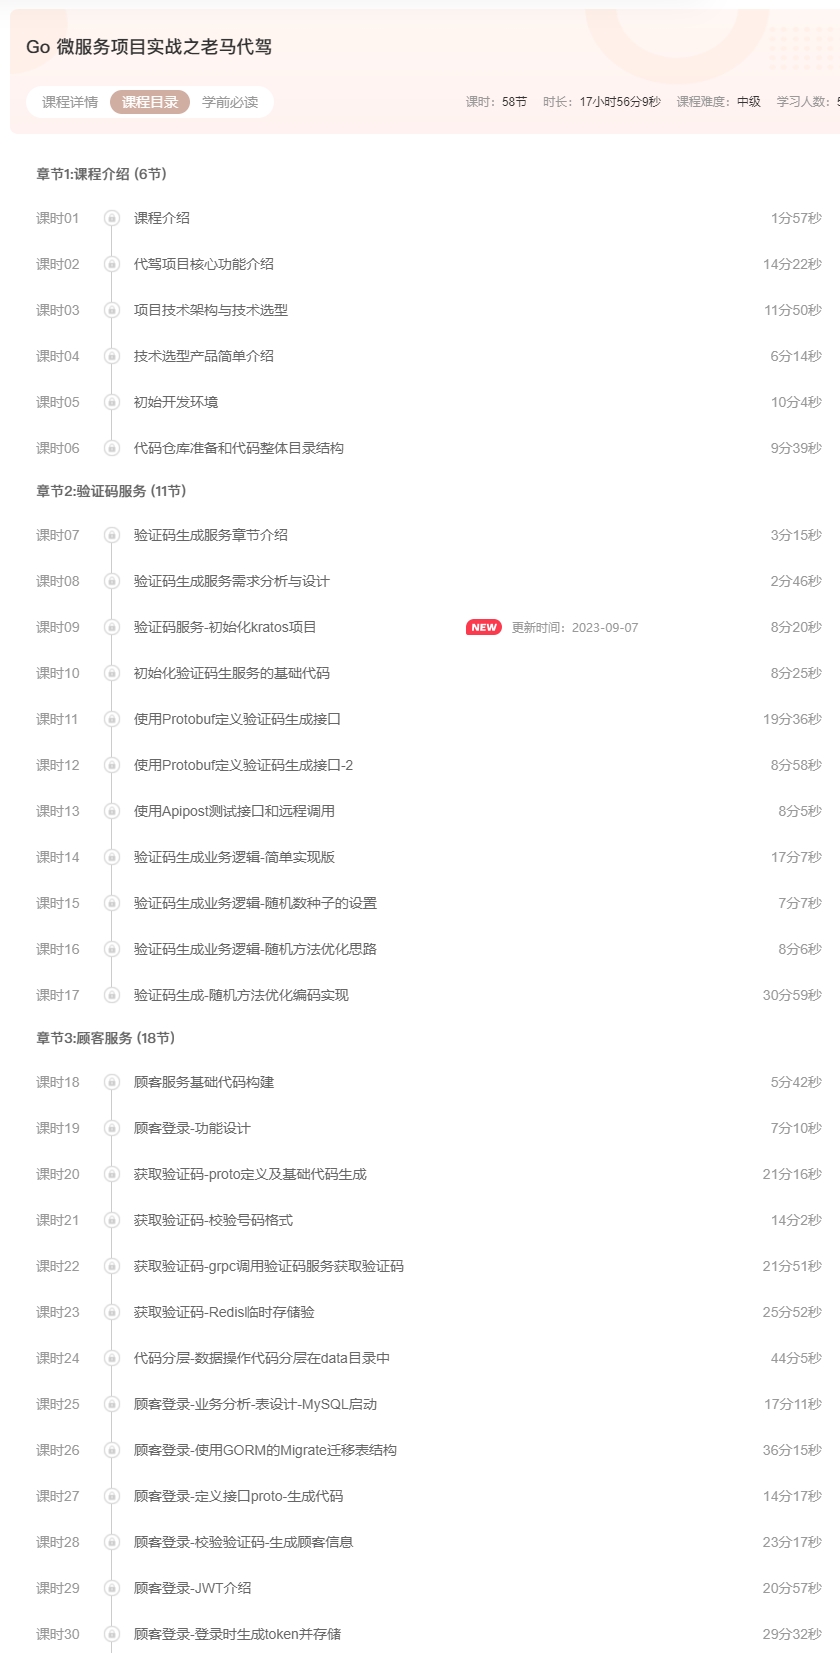 Go 微服务项目实战之老马代驾
课程详情 课程目录 学前必读 课时：58节 时长：17小时56分9秒 课程难度：中级 学习人数：
章节1:课程介绍 (6节)
课时01 课程介绍 1分57秒
课时02 代驾项目核心功能介绍 14分22秒
课时03 项目技术架构与技术选型 11分50秒
课时04 技术选型产品简单介绍 6分14秒
课时05 初始开发环境 10分4秒
课时06 代码仓库准备和代码整体目录结构 9分39秒
章节2:验证码服务 (11节)
课时07 验证码生成服务章节介绍 3分15秒
课时08 验证码生成服务需求分析与设计 2分46秒
课时09 验证码服务-初始化kratos项目 NEW 更新时间：2023-09-07 8分20秒
课时10 初始化验证码生服务的基础代码 8分25秒
课时11 使用Protobuf定义验证码生成接口 19分36秒
课时12 使用Protobuf定义验证码生成接口-2 8分58秒
课时13 使用Apipost测试接口和远程调用 8分5秒
课时14 验证码生成业务逻辑-简单实现版 17分7秒
课时15 验证码生成业务逻辑-随机数种子的设置 7分7秒
课时16 验证码生成业务逻辑-随机方法优化思路 8分6秒
课时17 验证码生成-随机方法优化编码实现 30分59秒
章节3:顾客服务 (18节)
课时18 顾客服务基础代码构建 5分42秒
课时19 顾客登录-功能设计 7分10秒
课时20 获取验证码-proto定义及基础代码生成 21分16秒
课时21 获取验证码-校验号码格式 14分2秒
课时22 获取验证码-grpc调用验证码服务获取验证码 21分51秒
课时23 获取验证码-Redis临时存储验 25分52秒
课时24 代码分层-数据操作代码分层在data目录中 44分5秒
课时25 顾客登录-业务分析-表设计-MySQL启动 17分11秒
课时26 顾客登录-使用GORM的Migrate迁移表结构 36分15秒
课时27 顾客登录-定义接口proto-生成代码 14分17秒
课时28 顾客登录-校验验证码-生成顾客信息 23分17秒
课时29 顾客登录-JWT介绍 20分57秒
课时30 顾客登录-登录时生成token并存储 29分32秒